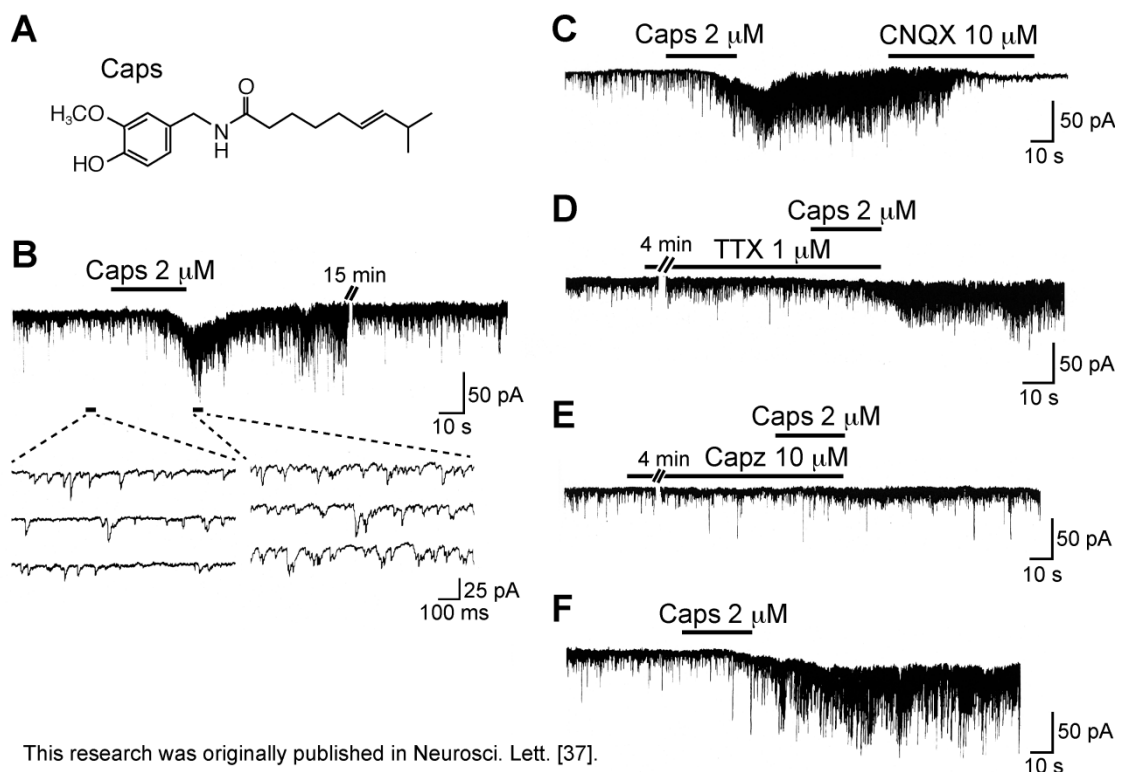 A
Caps
O
H₃CO
N
H
HO
B
Caps 2 μM
15 min
50 pA
10 s
25 pA
100 ms
C
Caps 2 μM
CNQX 10 μM
50 pA
10 s
D
Caps 2 μM
4 min
TTX 1 μM
50 pA
10 s
E
Caps 2 μM
4 min
Capz 10 μM
50 pA
10 s
F
Caps 2 μM
50 pA
10 s
This research was originally published in Neurosci. Lett. [37].